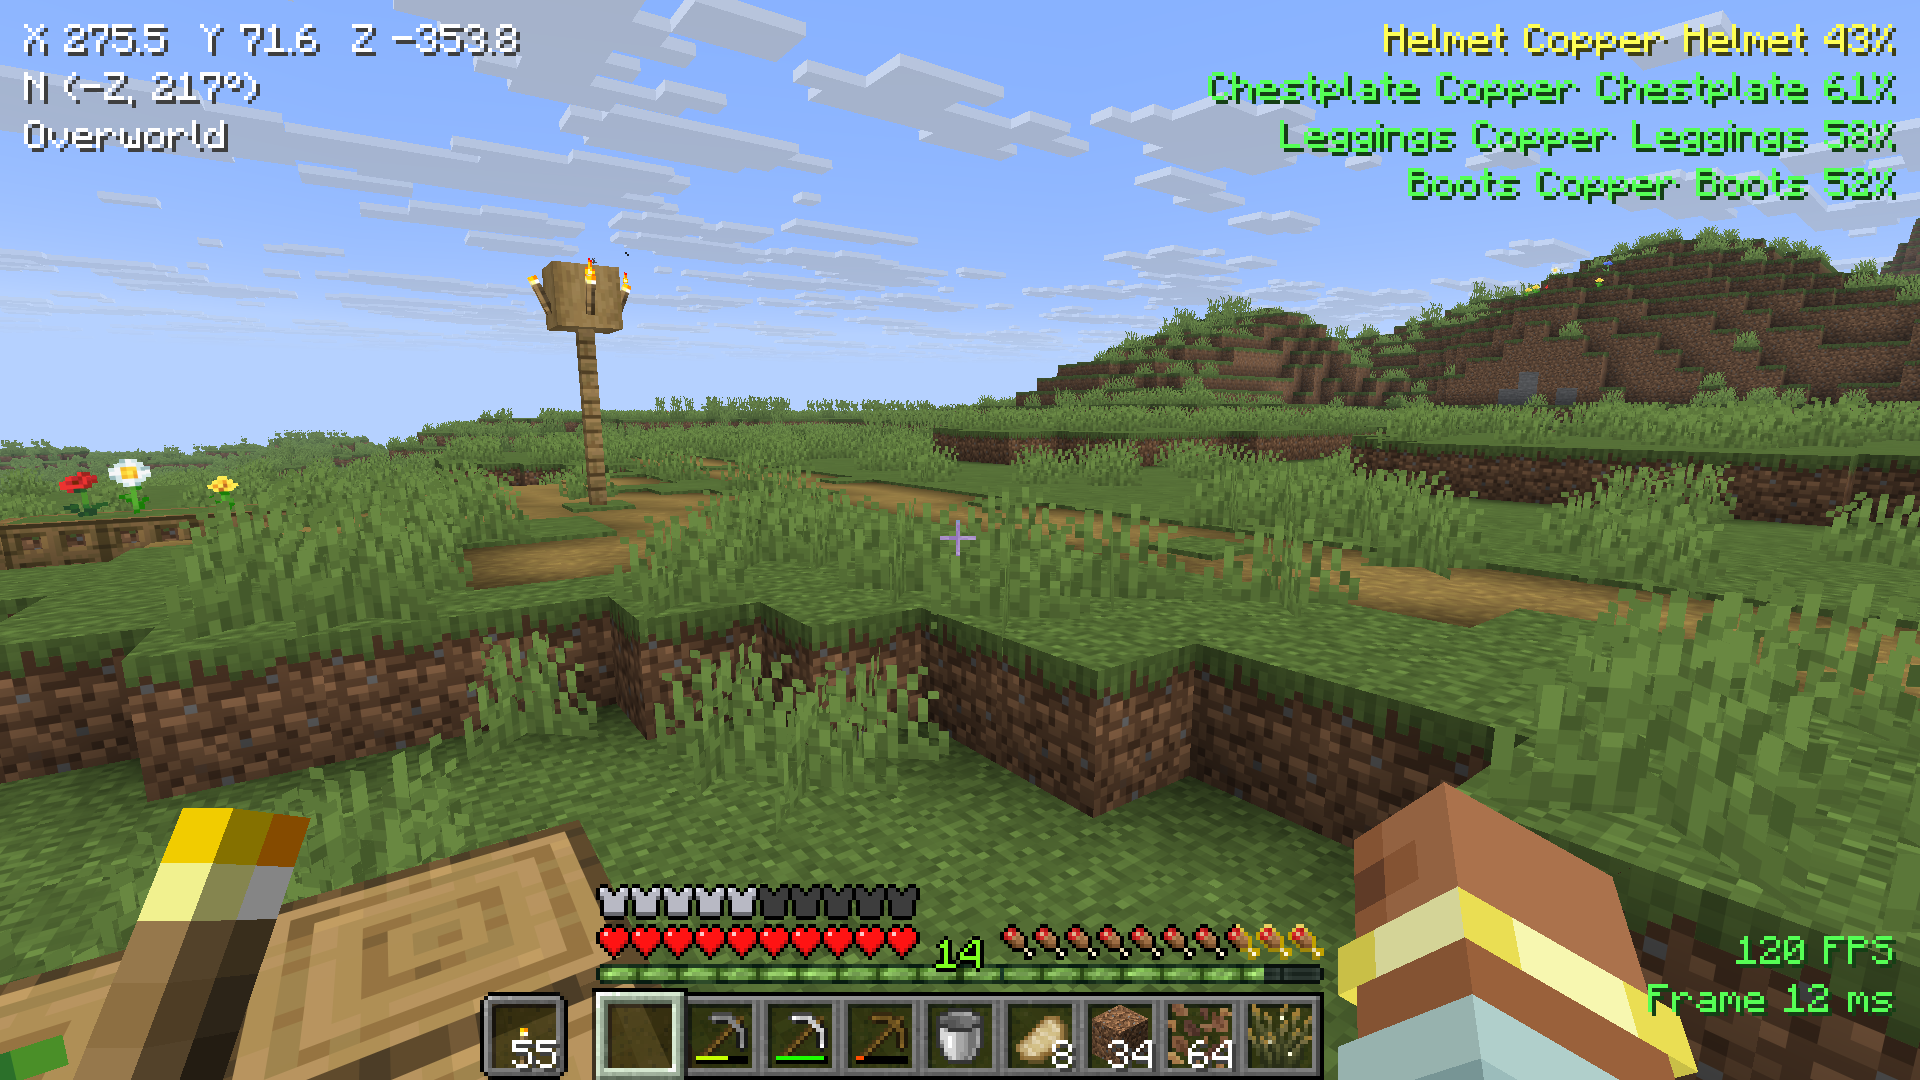 X 275.5 Y 71.6 Z -353.8
N (-Z, 217°)
Overworld
Helmet Copper Helmet 43%
Chestplate Copper Chestplate 61%
Leggings Copper Leggings 58%
Boots Copper Boots 52%
14
120 FPS
Frame 12 ms
55
8
34
64